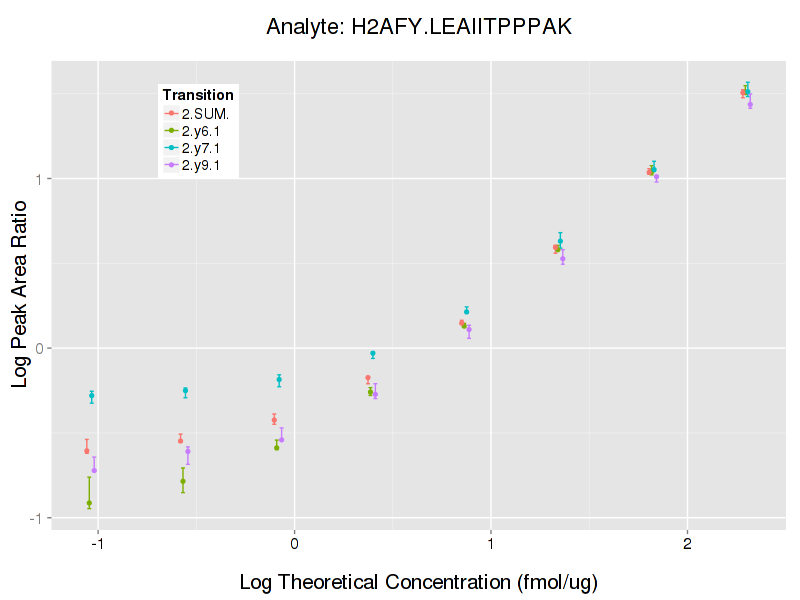 Analyte: H2AFY.LEAIITPPPAK
Log Peak Area Ratio
1
0
-1
Transition
2.SUM.
2.y6.1
2.y7.1
2.y9.1
-1
0
1
2
Log Theoretical Concentration (fmol/ug)